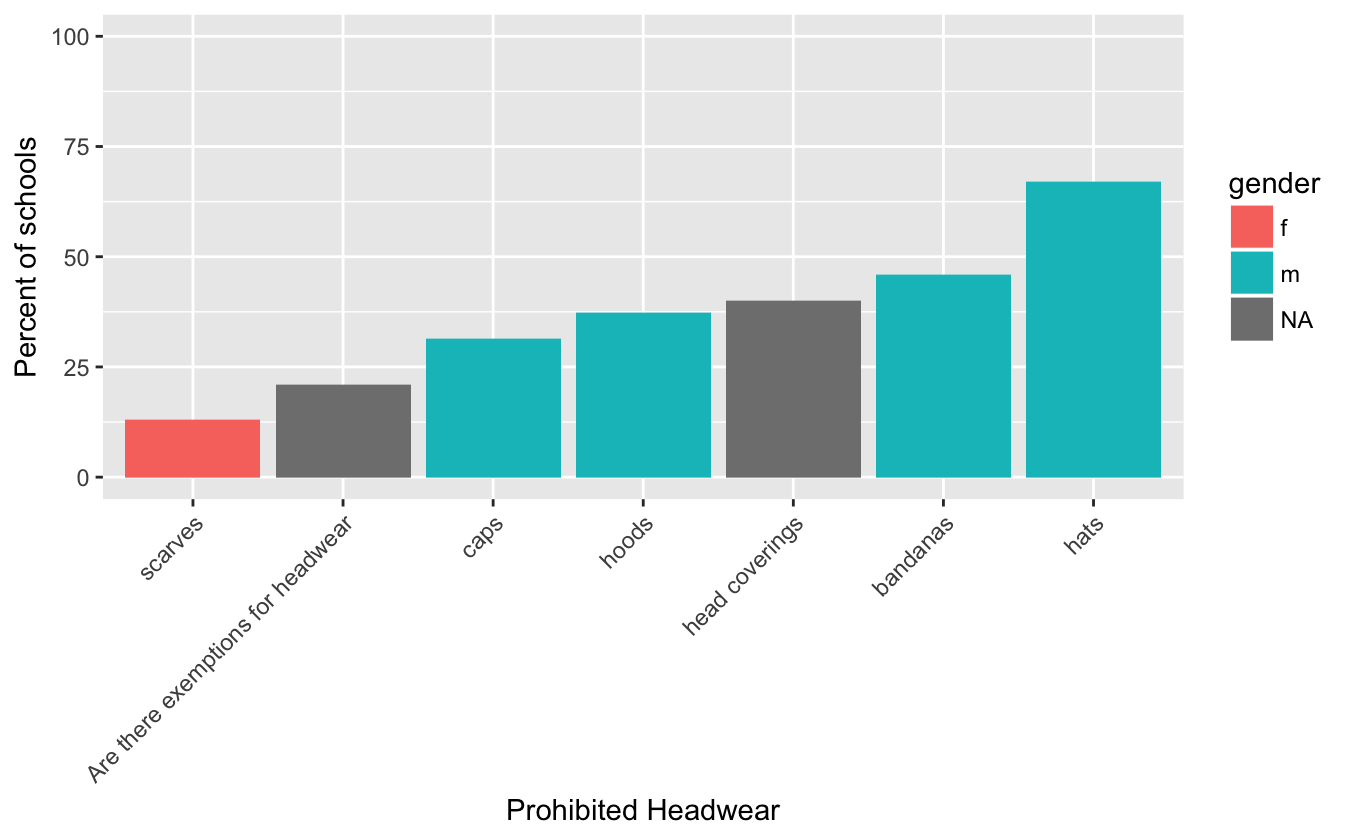 100
75
50
25
0
Percent of schools
scarves
Are there exemptions for headwear
caps
hoods
head coverings
bandanas
hats
Prohibited Headwear
gender
f
m
NA